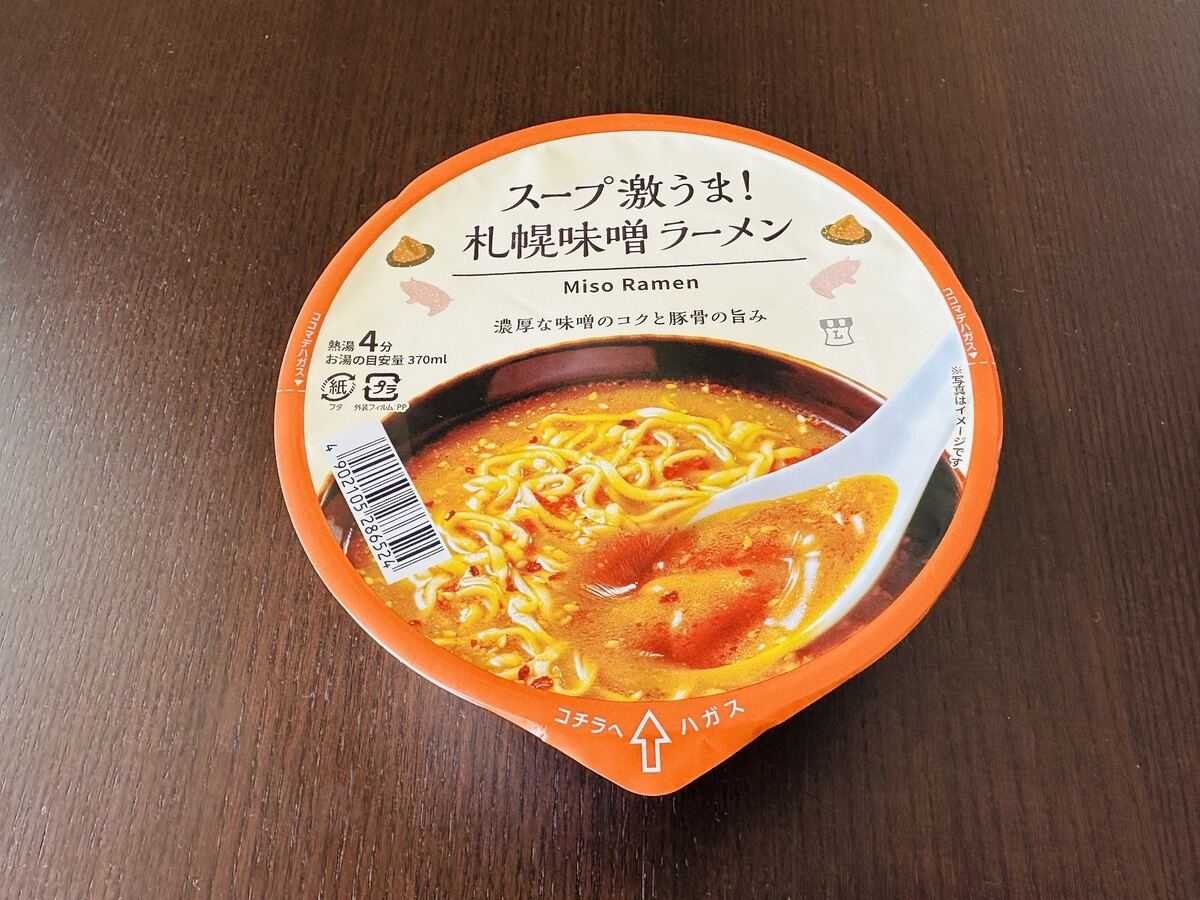 スープ激うま!
札幌味噌ラーメン
Miso Ramen
濃厚な味噌のコクと豚骨の旨み
L
熱湯4分
お湯の目安量 370ml
紙
フタ
プラ
外装フィルム:PP
4 902105 286524
ココマデハガス▼
ココマデハガス▼
※写真はイメージです
コチラへ ハガス